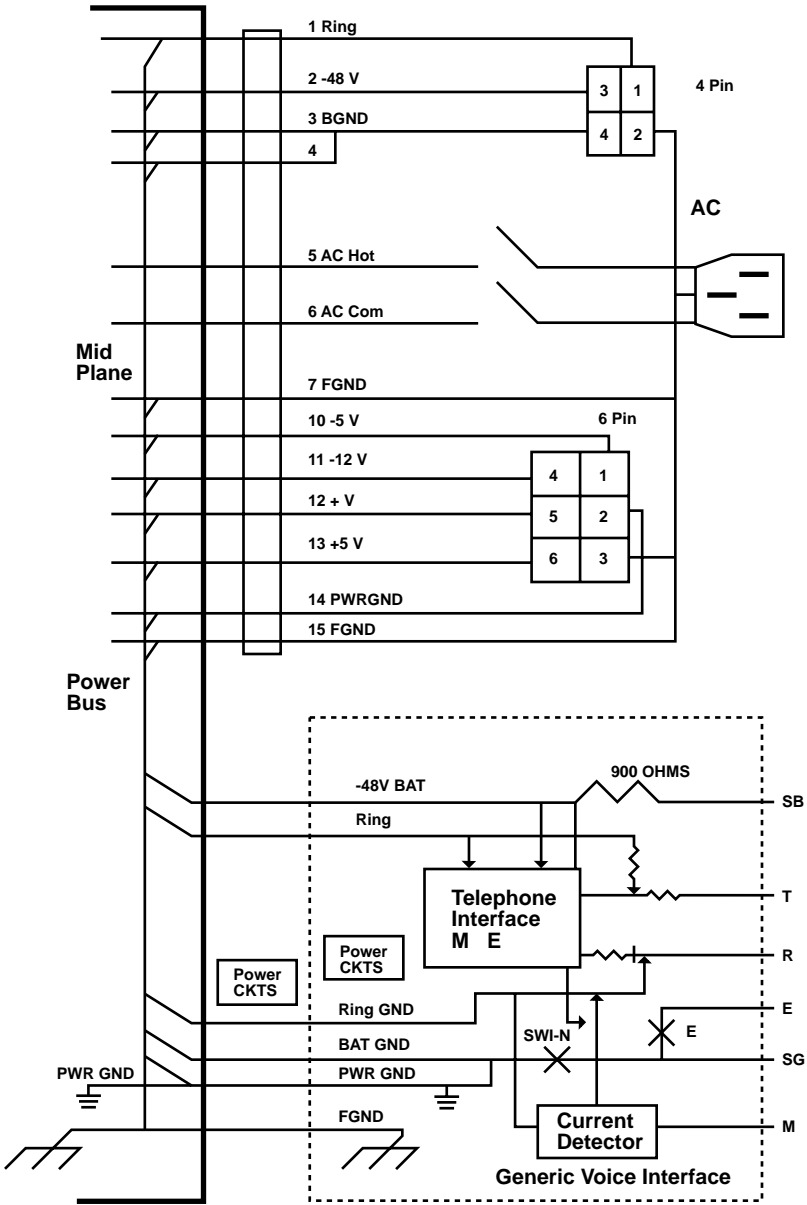 1 Ring
2 -48 V
3 BGND
4
3 1
4 2
4 Pin
AC
5 AC Hot
6 AC Com
Mid
Plane
7 FGND
10 -5 V
6 Pin
11 -12 V
4 1
12 + V
5 2
13 +5 V
6 3
14 PWRGND
15 FGND
Power
Bus
900 OHMS
-48V BAT
SB
Ring
Telephone
Interface
M E
T
Power
CKTS
R
Power
CKTS
Ring GND
E
SWI-N
E
BAT GND
SG
PWR GND
PWR GND
FGND
Current
Detector
M
Generic Voice Interface